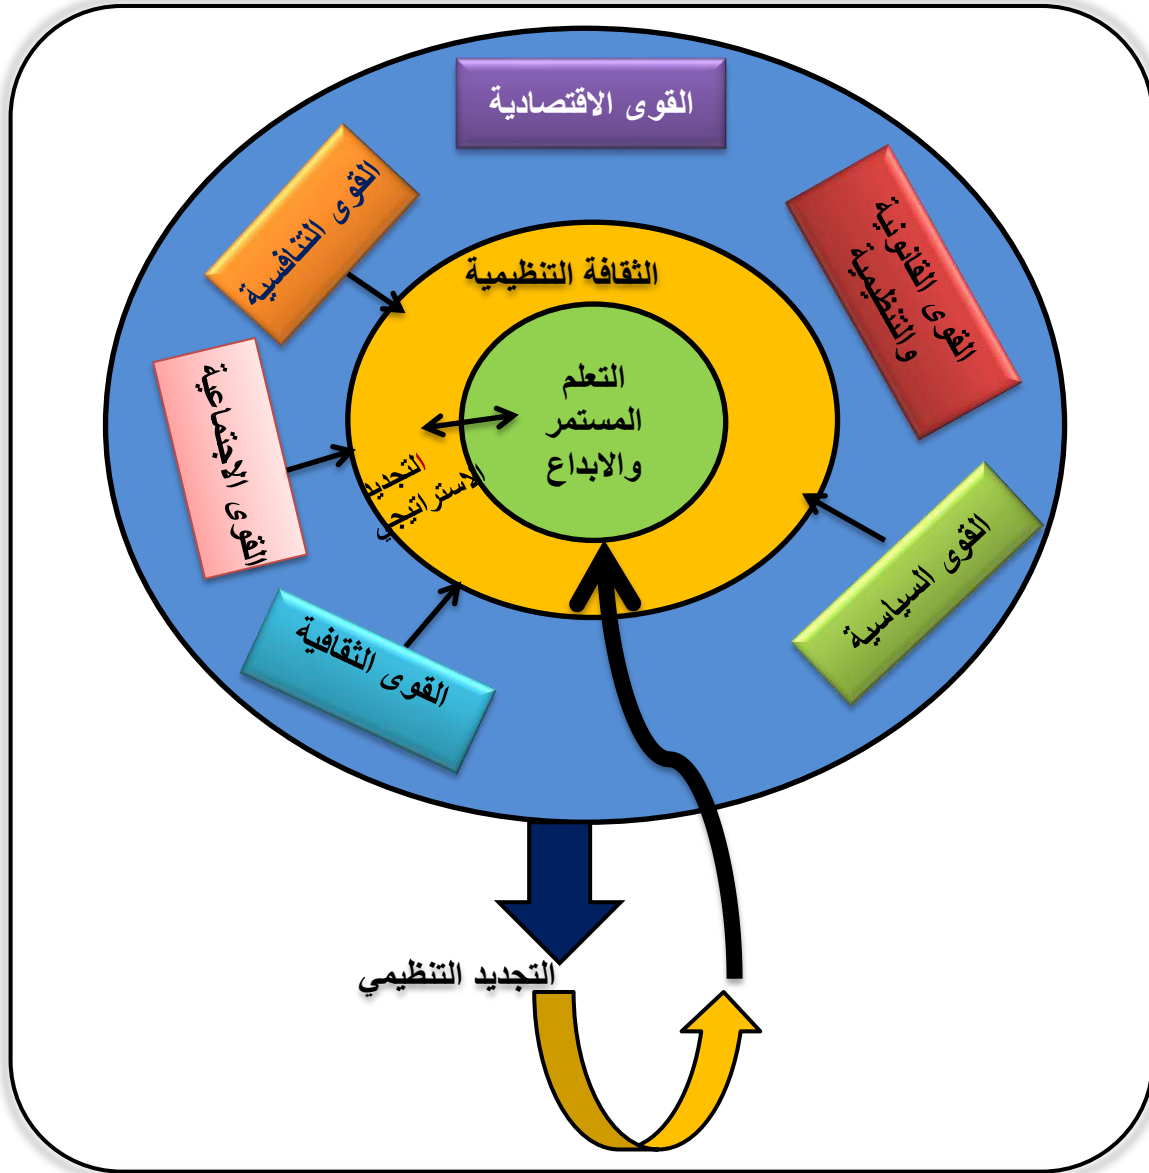 القوى الاقتصادية
القوى القانونية
والتنظيمية
القوى التنافسية
الثقافة التنظيمية
التعلم
المستمر
والابداع
القوى الاجتماعية
التجديد
الاستراتيجي
القوى السياسية
القوى الثقافية
التجديد التنظيمي